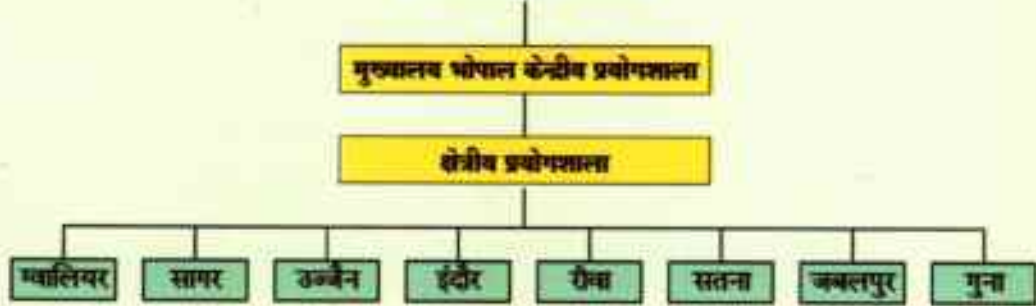 मुख्यालय भोपाल केन्द्रीय प्रयोगशाला
क्षेत्रीय प्रयोगशाला
ग्वालियर सागर उज्जैन इंदौर रीवा सतना जबलपुर गुना